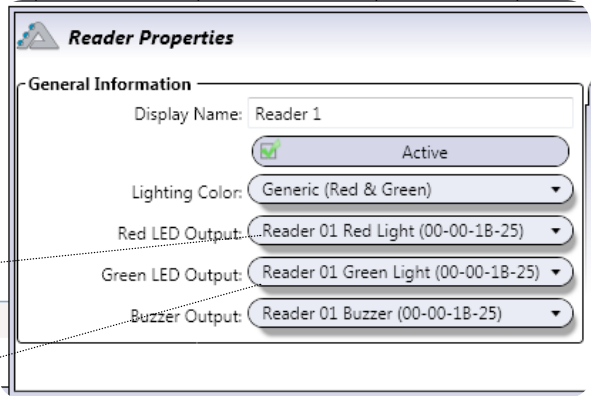 Reader Properties
General Information
Display Name: Reader 1
Active
Lighting Color: Generic (Red & Green)
Red LED Output: Reader 01 Red Light (00-00-1B-25)
Green LED Output: Reader 01 Green Light (00-00-1B-25)
Buzzer Output: Reader 01 Buzzer (00-00-1B-25)